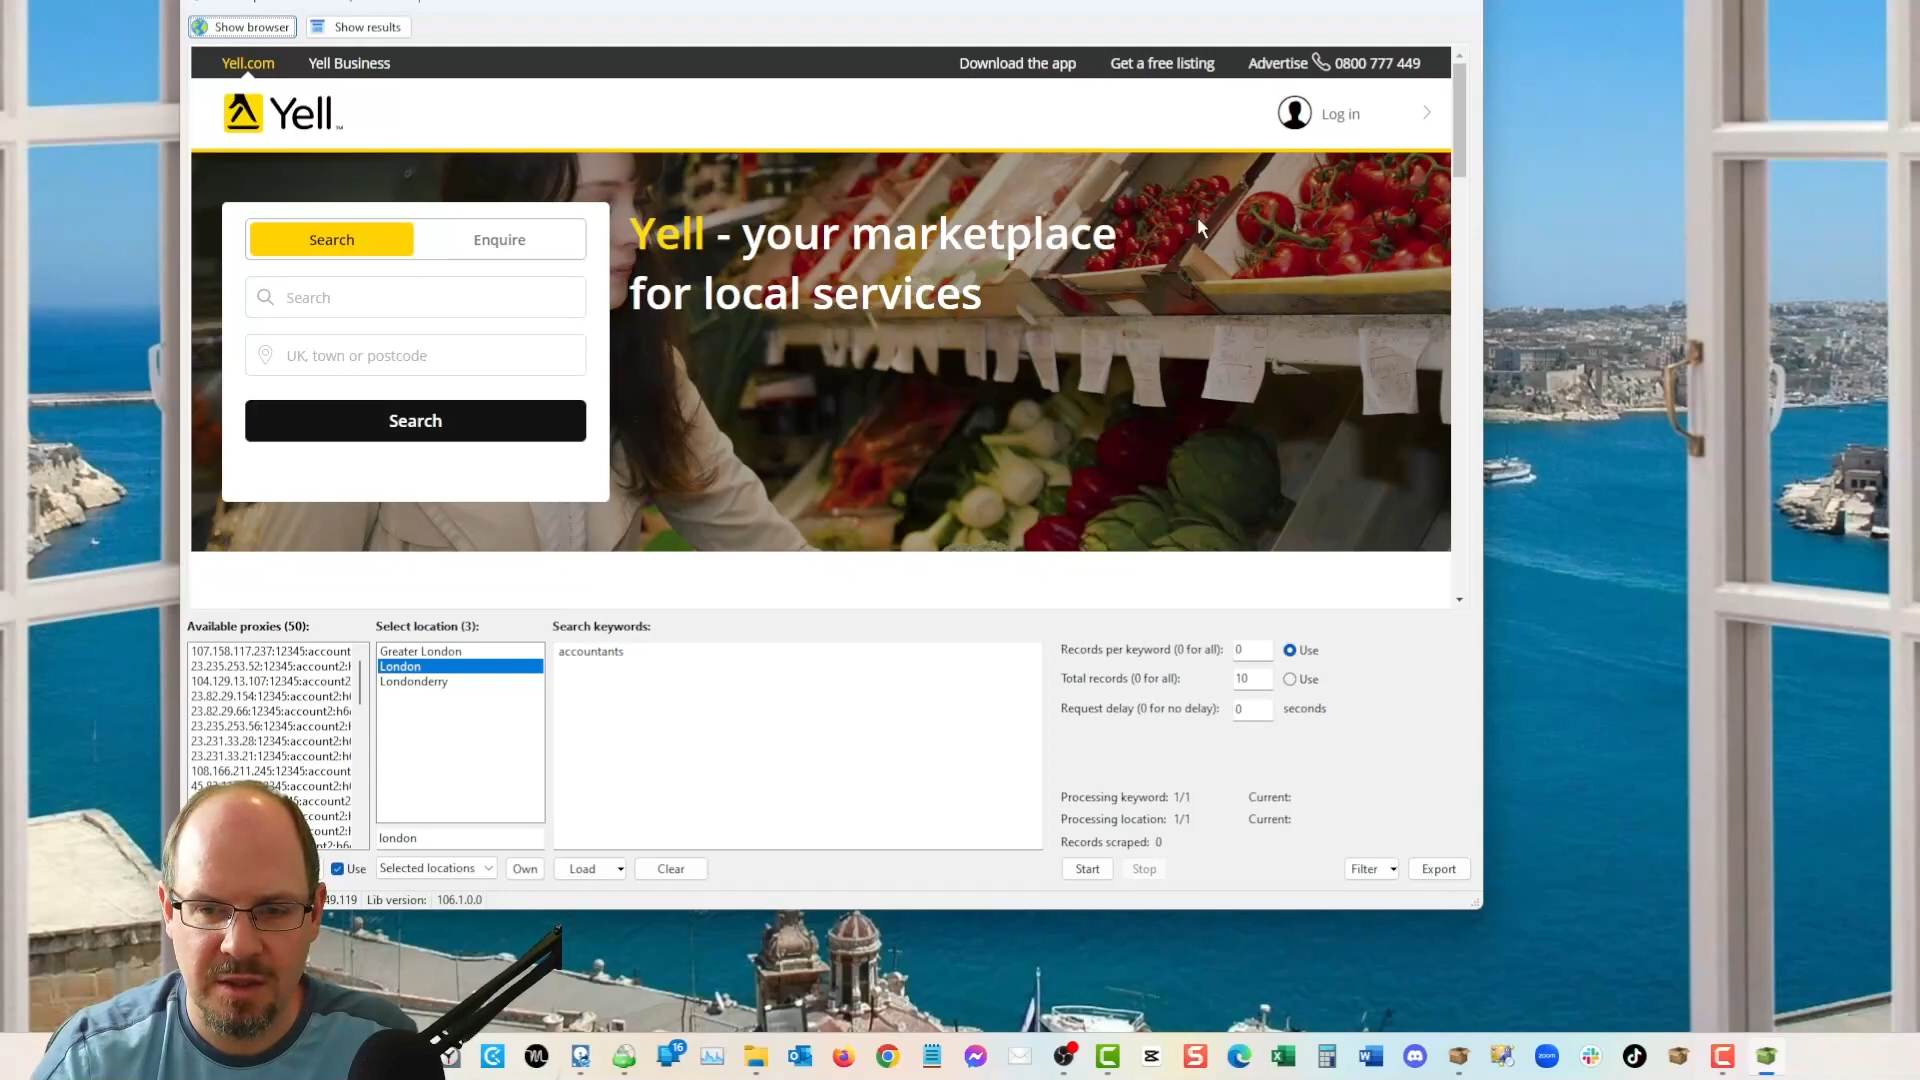 Show browser
Show results
Yell.com
Yell Business
Download the app
Get a free listing
Advertise
0800 777 449
Yell
Log in
Search
Enquire
Search
UK, town or postcode
Search
Yell - your marketplace
for local services
Available proxies (50):
107.158.117.237:12345:account
23.235.253.52:12345:account2:h
104.129.13.107:12345:account2
23.82.29.154:12345:account2:h
23.82.29.66:12345:account2:h6
23.235.253.56:12345:account2:
23.231.33.28:12345:account2:h
23.231.33.21:12345:account2:h
108.166.211.245:12345:account
Use
Select location (3):
Greater London
London
Londonderry
london
Selected locations
Own
Search keywords:
accountants
Load
Clear
Records per keyword (0 for all):
0
Use
Total records (0 for all):
10
Use
Request delay (0 for no delay):
0
seconds
Processing keyword: 1/1
Current:
Processing location: 1/1
Current:
Records scraped: 0
Start
Stop
Filter
Export
49.119
Lib version:
106.1.0.0
16
zoom